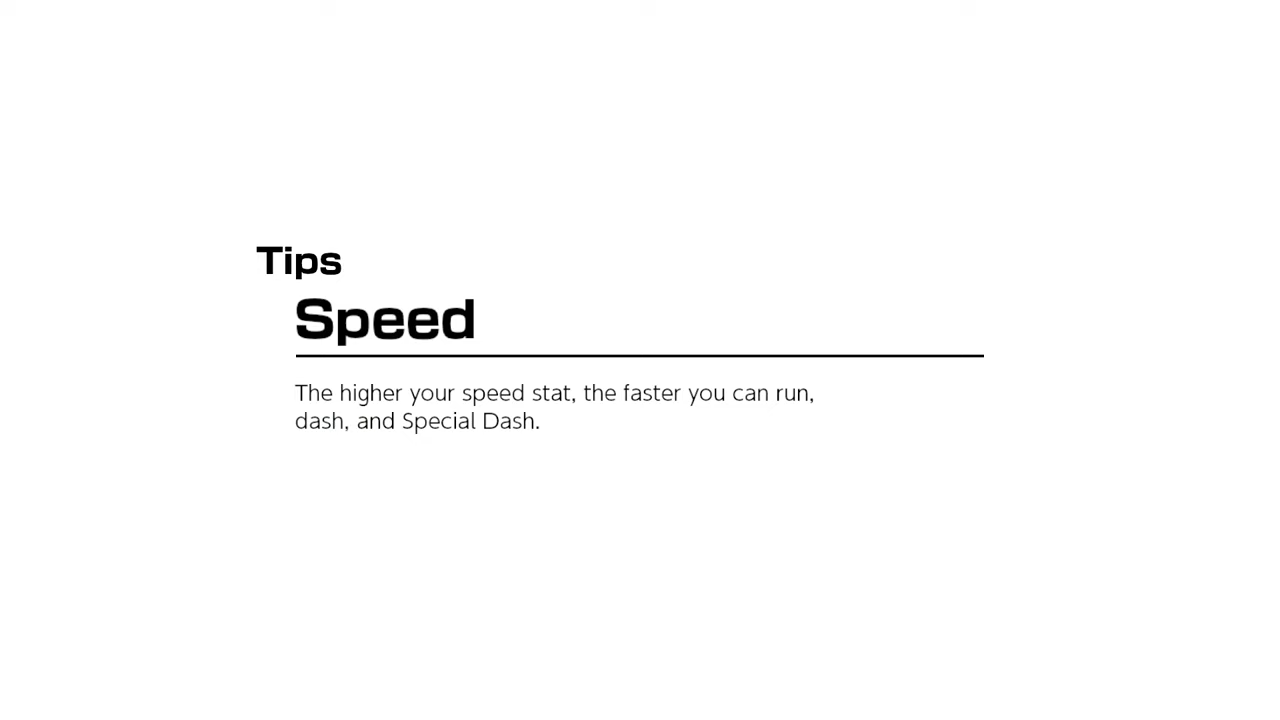 Tips
Speed
The higher your speed stat, the faster you can run,
dash, and Special Dash.